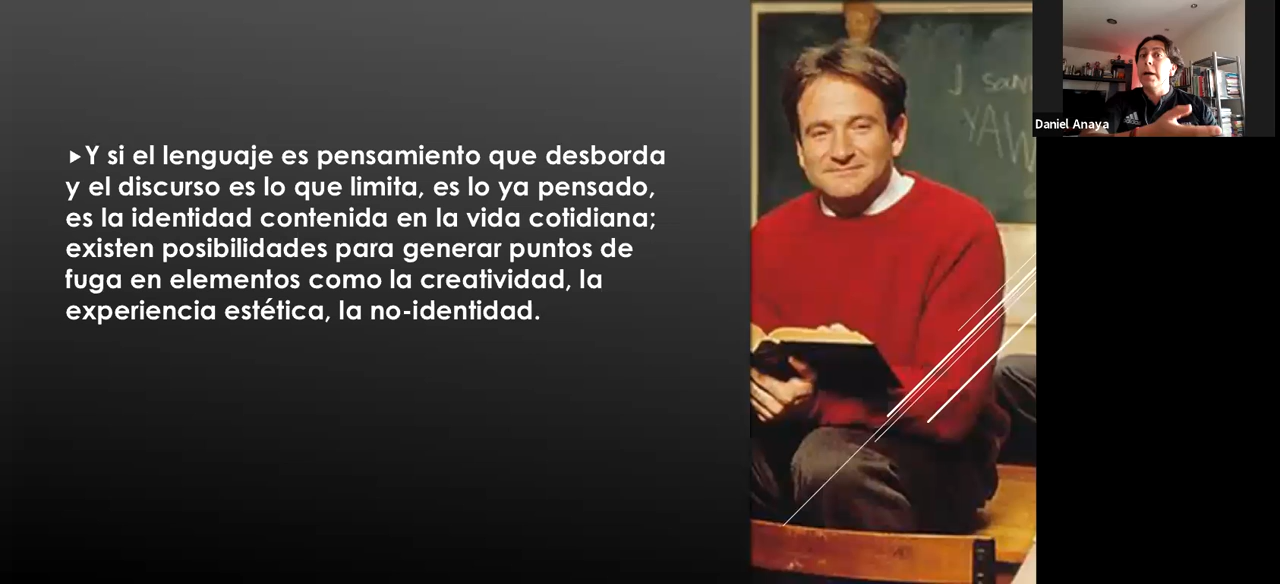 Y si el lenguaje es pensamiento que desborda
y el discurso es lo que limita, es lo ya pensado,
es la identidad contenida en la vida cotidiana;
existen posibilidades para generar puntos de
fuga en elementos como la creatividad, la
experiencia estética, la no-identidad.
J
YAW
Daniel Anaya
adidas